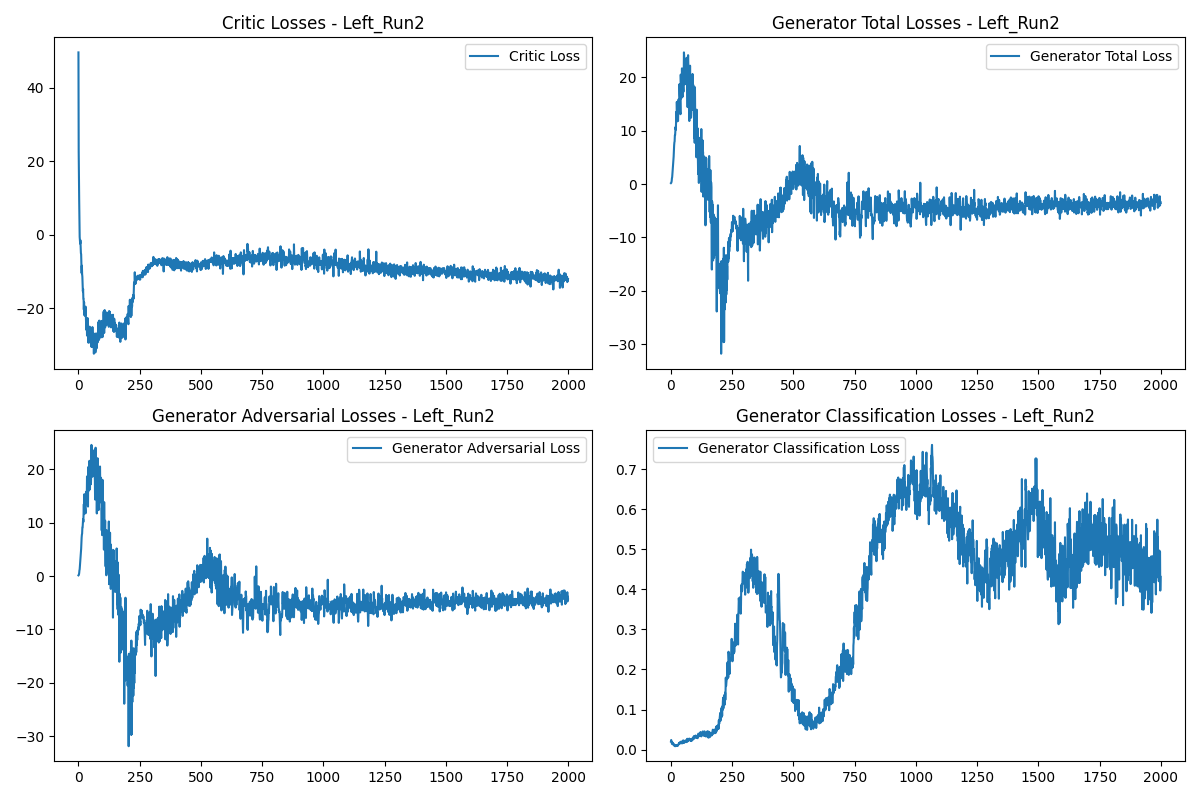 Critic Losses - Left_Run2
Critic Loss
40
20
0
−20
0 250 500 750 1000 1250 1500 1750 2000
Generator Total Losses - Left_Run2
Generator Total Loss
20
10
0
−10
−20
−30
0 250 500 750 1000 1250 1500 1750 2000
Generator Adversarial Losses - Left_Run2
Generator Adversarial Loss
20
10
0
−10
−20
−30
0 250 500 750 1000 1250 1500 1750 2000
Generator Classification Losses - Left_Run2
Generator Classification Loss
0.7
0.6
0.5
0.4
0.3
0.2
0.1
0.0
0 250 500 750 1000 1250 1500 1750 2000